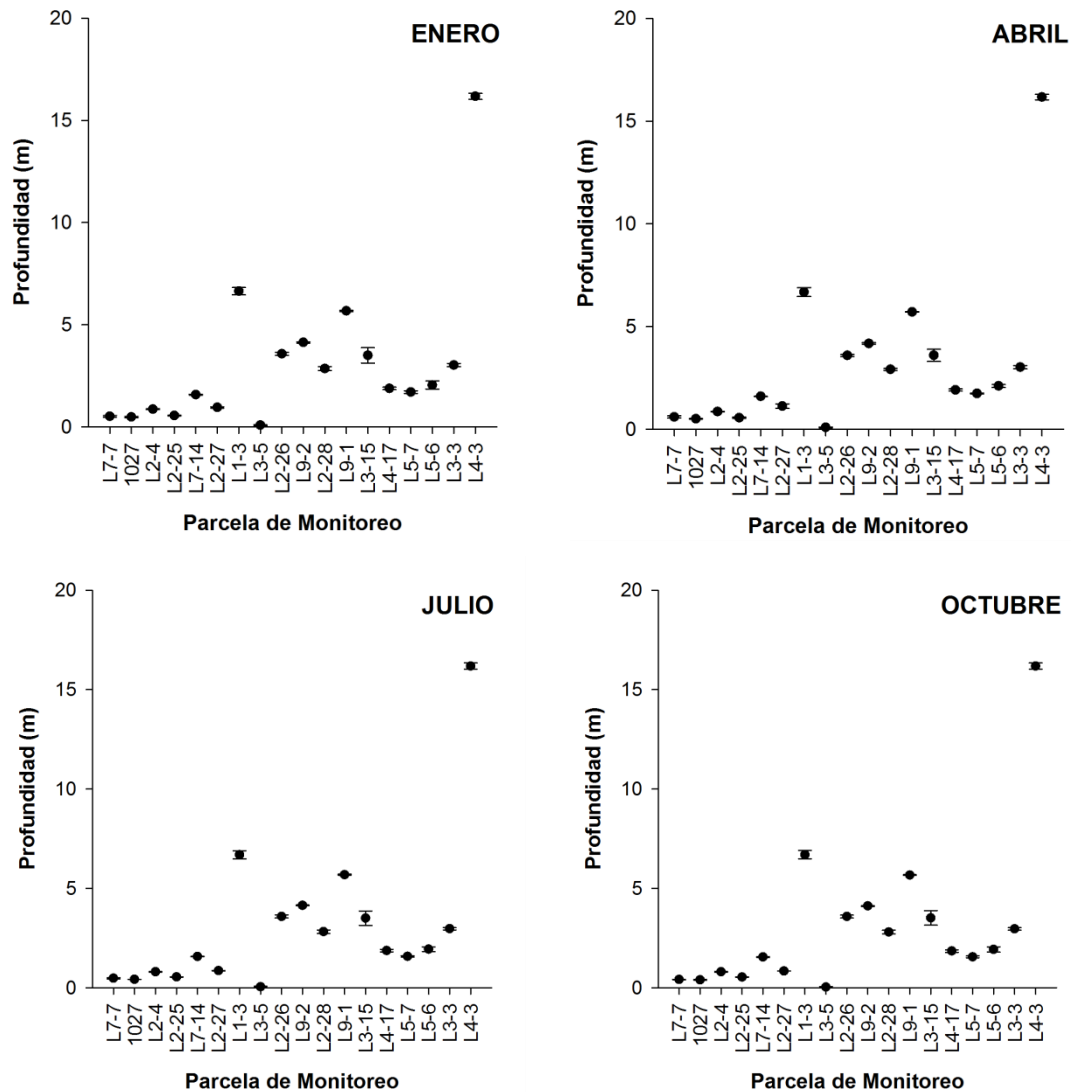 ENERO
Profundidad (m)
20
15
10
5
0
L7-7
1027
L2-4
L2-25
L7-14
L2-27
L1-3
L3-5
L2-26
L9-2
L2-28
L9-1
L3-15
L4-17
L5-7
L5-6
L3-3
L4-3
Parcela de Monitoreo
ABRIL
Profundidad (m)
20
15
10
5
0
L7-7
1027
L2-4
L2-25
L7-14
L2-27
L1-3
L3-5
L2-26
L9-2
L2-28
L9-1
L3-15
L4-17
L5-7
L5-6
L3-3
L4-3
Parcela de Monitoreo
JULIO
Profundidad (m)
20
15
10
5
0
L7-7
1027
L2-4
L2-25
L7-14
L2-27
L1-3
L3-5
L2-26
L9-2
L2-28
L9-1
L3-15
L4-17
L5-7
L5-6
L3-3
L4-3
Parcela de Monitoreo
OCTUBRE
Profundidad (m)
20
15
10
5
0
L7-7
1027
L2-4
L2-25
L7-14
L2-27
L1-3
L3-5
L2-26
L9-2
L2-28
L9-1
L3-15
L4-17
L5-7
L5-6
L3-3
L4-3
Parcela de Monitoreo